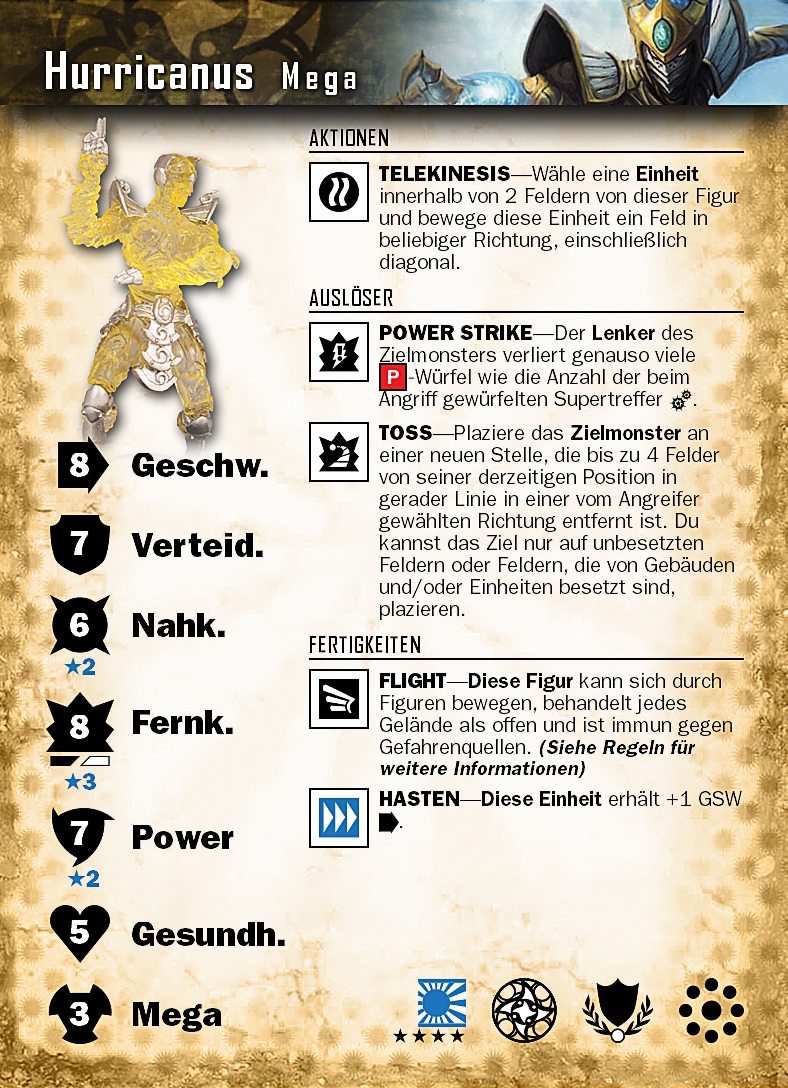 Hurricanus Mega
AKTIONEN
TELEKINESIS—Wähle eine Einheit
innerhalb von 2 Feldern von dieser Figur
und bewege diese Einheit ein Feld in
beliebiger Richtung, einschließlich
diagonal.
AUSLÖSER
POWER STRIKE—Der Lenker des
Zielmonsters verliert genauso viele
P-Würfel wie die Anzahl der beim
Angriff gewürfelten Supertreffer.
TOSS—Plaziere das Zielmonster an
einer neuen Stelle, die bis zu 4 Felder
von seiner derzeitigen Position in
gerader Linie in einer vom Angreifer
gewählten Richtung entfernt ist. Du
kannst das Ziel nur auf unbesetzten
Feldern oder Feldern, die von Gebäuden
und/oder Einheiten besetzt sind,
plazieren.
FERTIGKEITEN
FLIGHT—Diese Figur kann sich durch
Figuren bewegen, behandelt jedes
Gelände als offen und ist immun gegen
Gefahrenquellen. (Siehe Regeln für
weitere Informationen)
HASTEN—Diese Einheit erhält +1 GSW
.
8 Geschw.
7 Verteid.
6 Nahk.
★2
8 Fernk.
★3
7 Power
★2
5 Gesundh.
3 Mega
★★★★